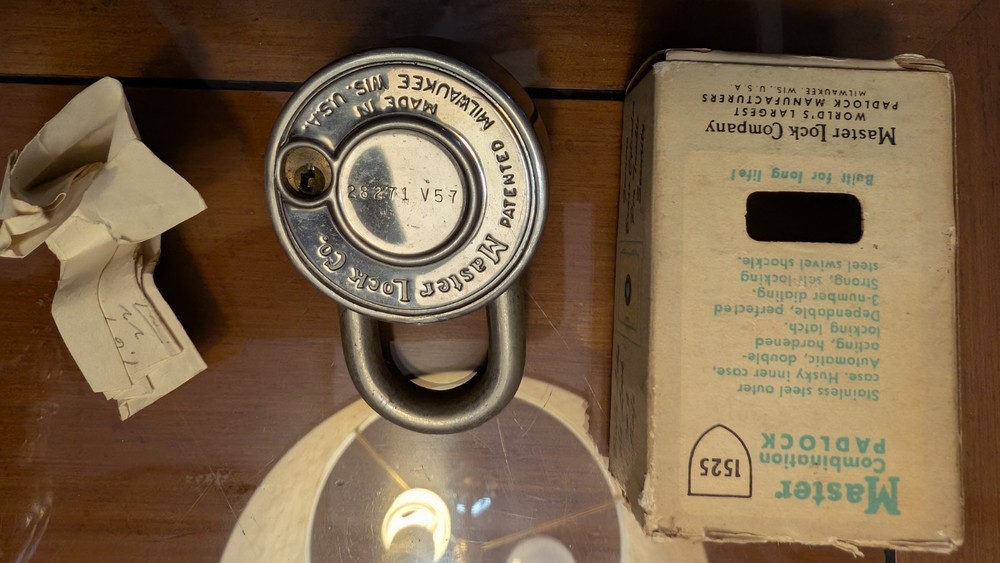 Master
Combination
PADLOCK
1525
Stainless steel outer
case. Husky inner case.
Automatic, double-
acting, hardened
locking latch.
Dependable, perfected
3-number dialing.
Strong, self-locking
steel swivel shackle.
Built for long life!
Master Lock Company
WORLD'S LARGEST
PADLOCK MANUFACTURERS
MILWAUKEE, WIS., U.S.A.
Master Lock Co.
MADE IN U.S.A.
MILWAUKEE WIS.
PATENTED
28271 V57